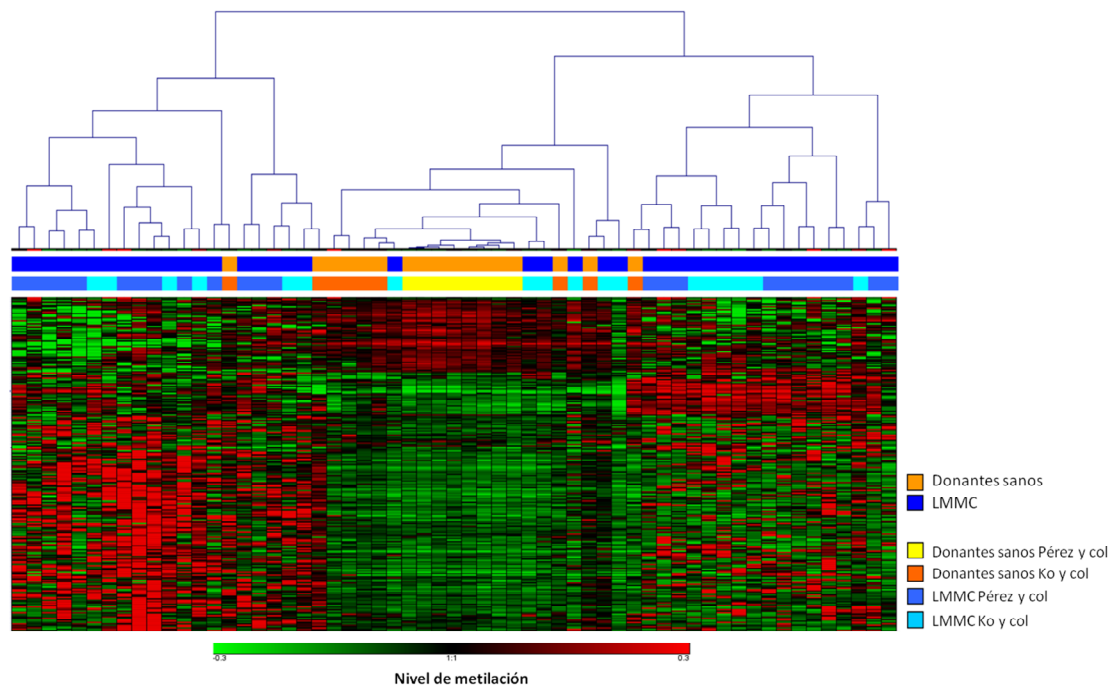 Donantes sanos
LMMC
Donantes sanos Pérez y col
Donantes sanos Ko y col
LMMC Pérez y col
LMMC Ko y col
-0.3 1:1 0.3
Nivel de metilación